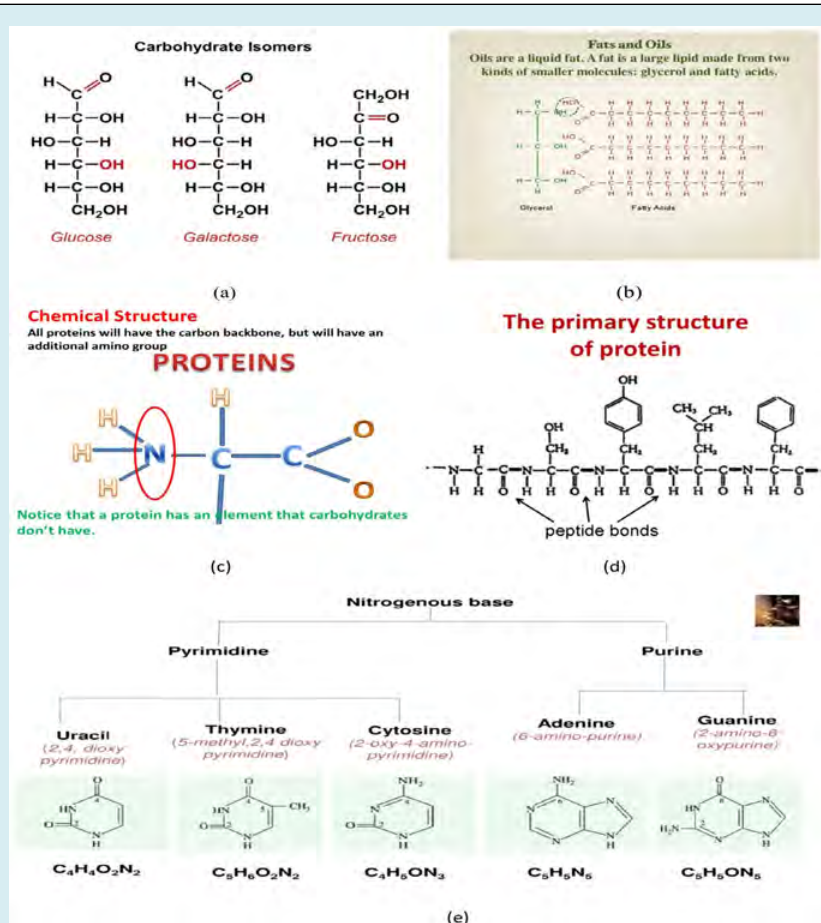 Carbohydrate Isomers
Glucose
Galactose
Fructose
(a)
Fats and Oils
Oils are a liquid fat. A fat is a large lipid made from two
kinds of smaller molecules: glycerol and fatty acids.
Glycerol
Fatty Acids
(b)
Chemical Structure
All proteins will have the carbon backbone, but will have an
additional amino group
PROTEINS
H
H
H
H
N
C
C
O
O
Notice that a protein has an element that carbohydrates
don't have.
(c)
The primary structure
of protein
peptide bonds
(d)
Nitrogenous base
Pyrimidine
Purine
Uracil
(2,4, dioxy
pyrimidine)
Thymine
(5-methyl,2,4 dioxy
pyrimidine)
Cytosine
(2-oxy-4-amino-
pyrimidine)
Adenine
(6-amino-purine)
Guanine
(2-amino-6-
oxypurine)
C₄H₄O₂N₂
C₅H₆O₂N₂
C₄H₅ON₃
C₅H₅N₅
C₅H₅ON₅
(e)